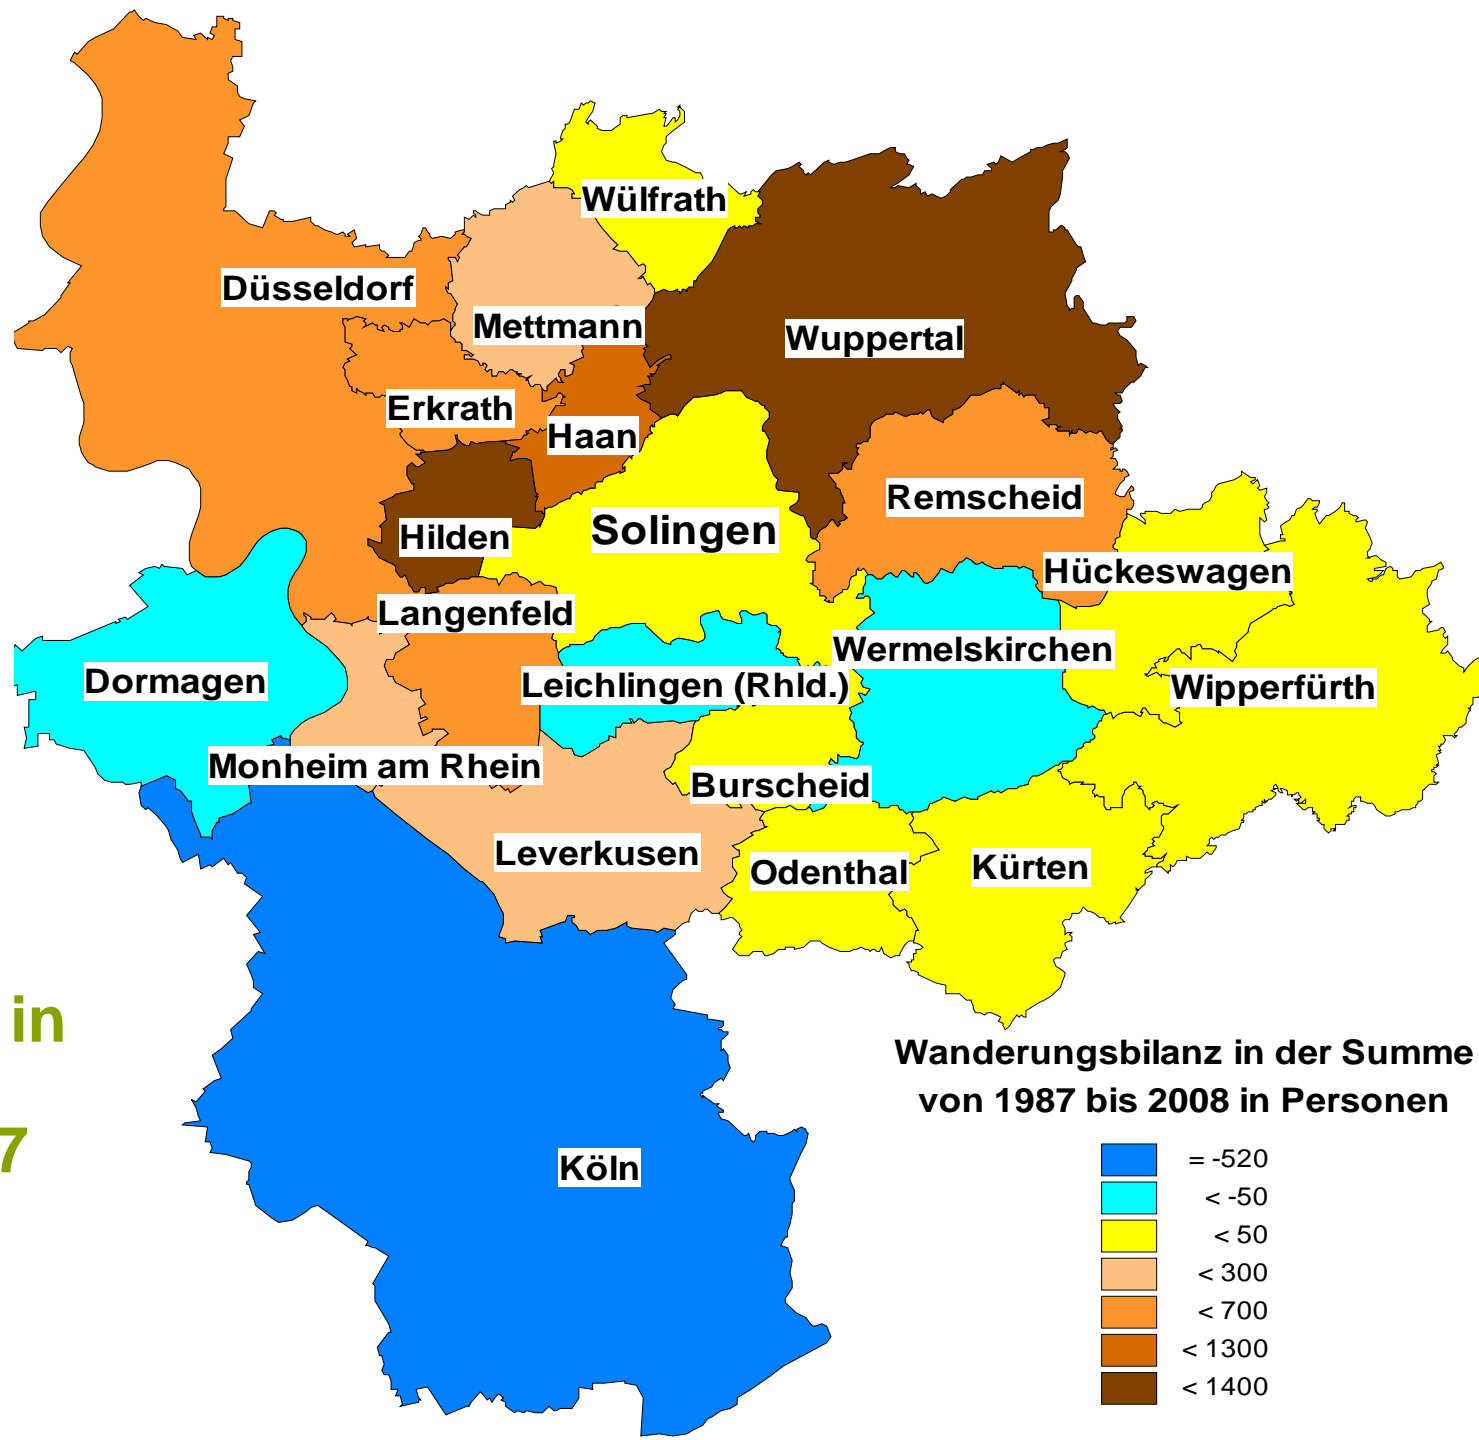 Wülfrath
Düsseldorf
Mettmann
Wuppertal
Erkrath
Haan
Remscheid
Solingen
Hilden
Hückeswagen
Langenfeld
Wermelskirchen
Dormagen
Leichlingen (Rhld.)
Wipperfürth
Monheim am Rhein
Burscheid
Leverkusen
Odenthal
Kürten
in
7
Köln
Wanderungsbilanz in der Summe
von 1987 bis 2008 in Personen
= -520
< -50
< 50
< 300
< 700
< 1300
< 1400